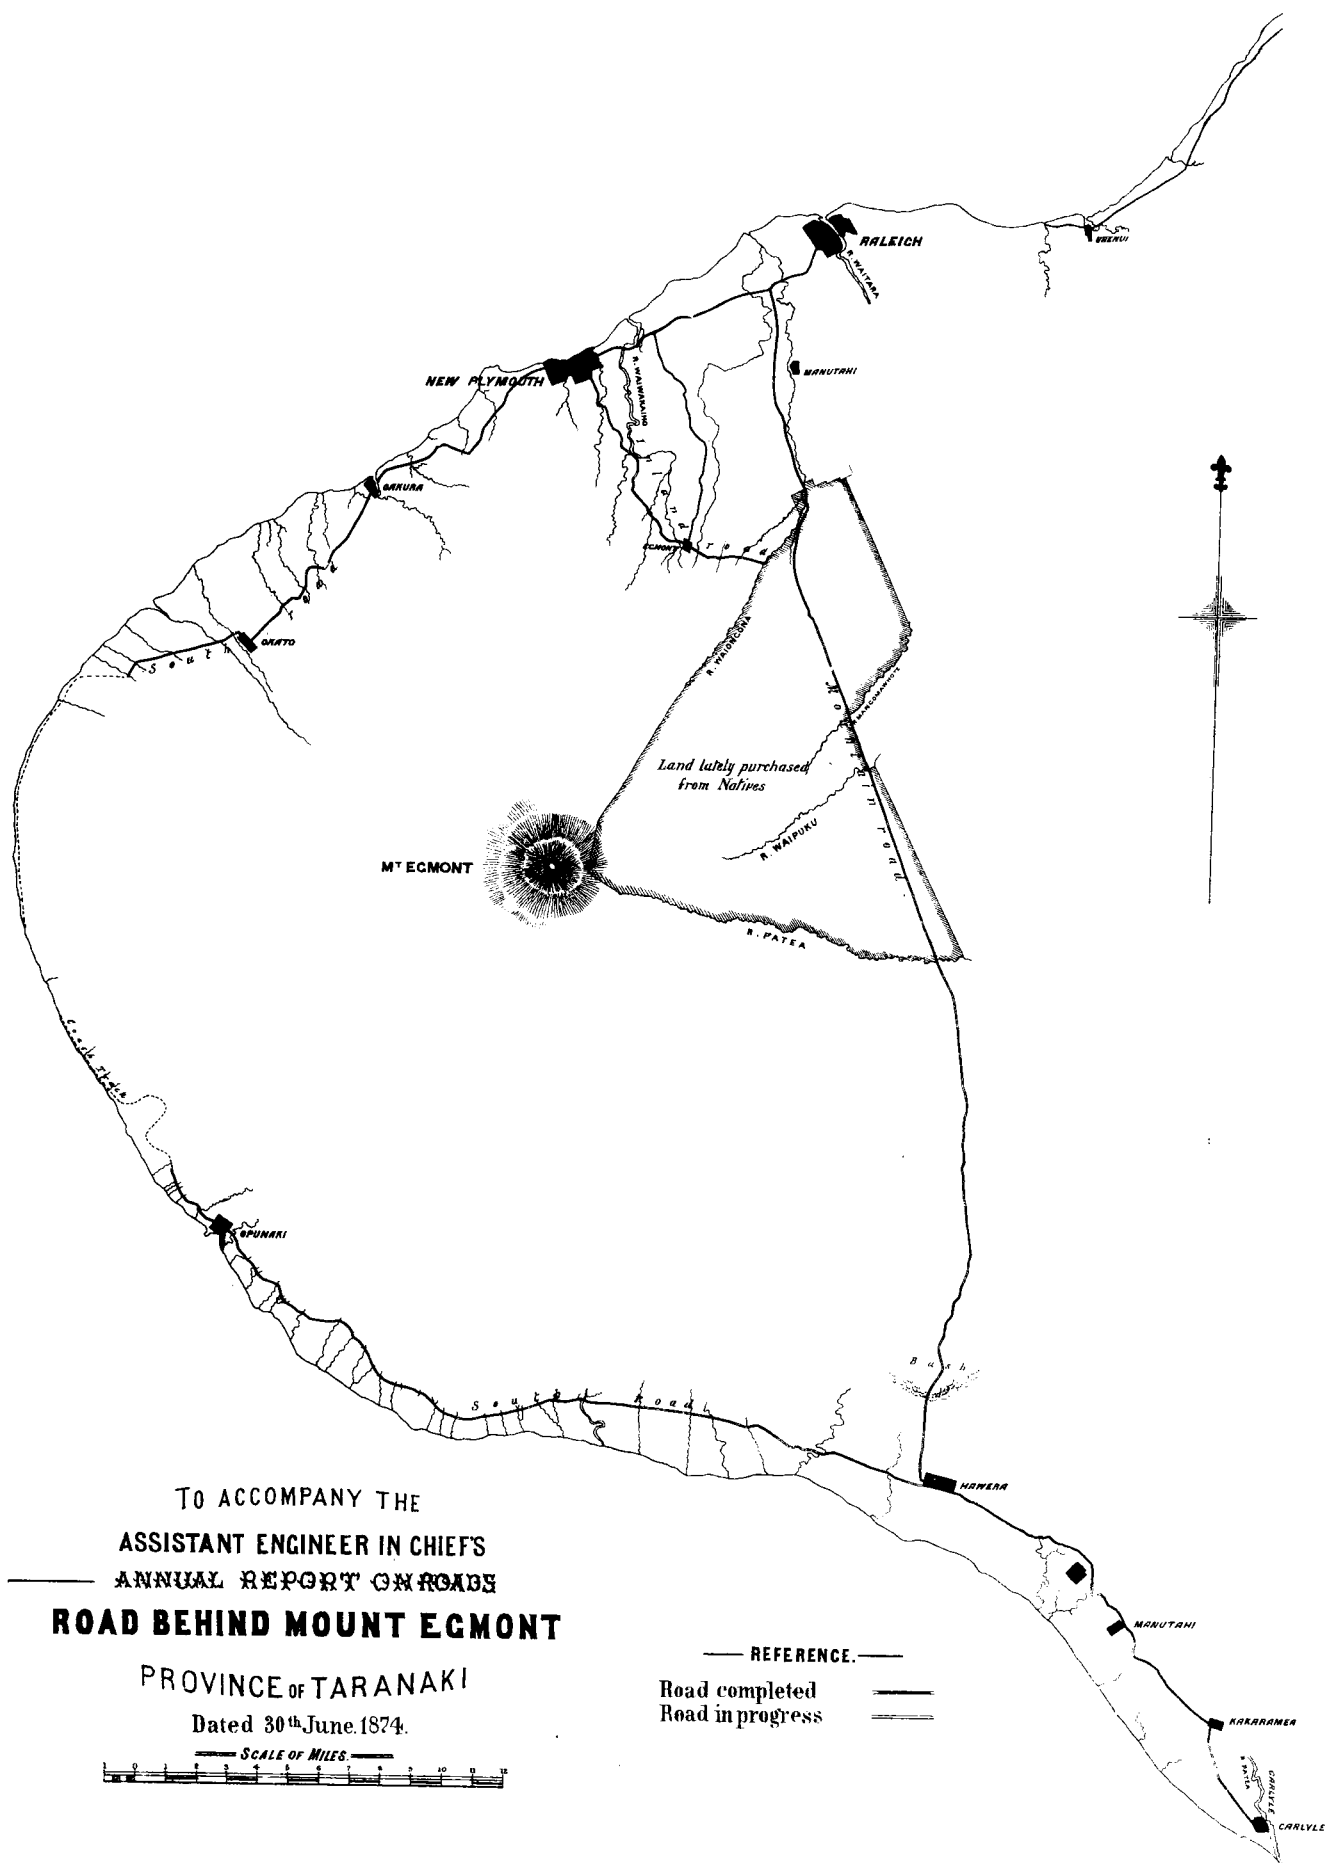 URENUI
RALEIGH
R. WAITARA
MANUTAHI
NEW PLYMOUTH
R. WAIWAKAIHO
Inland road
OAKURA
EGMONT
OKATO
South road
R. WAIONGONA
Mountain road
Land lately purchased
from Natives
R. WAIPUKU
MT EGMONT
R. PATEA
Coach Track
OPUNAKI
Bush
South Road
HAWERA
TO ACCOMPANY THE
ASSISTANT ENGINEER IN CHIEF'S
ANNUAL REPORT ON ROADS
ROAD BEHIND MOUNT EGMONT
PROVINCE OF TARANAKI
Dated 30th June. 1874.
SCALE OF MILES.
1 0 1 2 3 4 5 6 7 8 9 10 11 12
REFERENCE.
Road completed
Road in progress
MANUTAHI
KAKARAMEA
R. PATEA
CARLYLE
CARLYLE